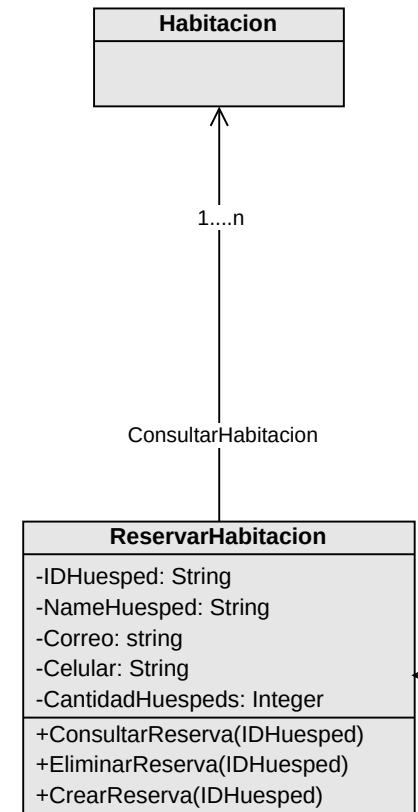 Habitacion
1....n
ConsultarHabitacion
ReservarHabitacion
-IDHuesped: String
-NameHuesped: String
-Correo: string
-Celular: String
-CantidadHuespeds: Integer
+ConsultarReserva(IDHuesped)
+EliminarReserva(IDHuesped)
+CrearReserva(IDHuesped)